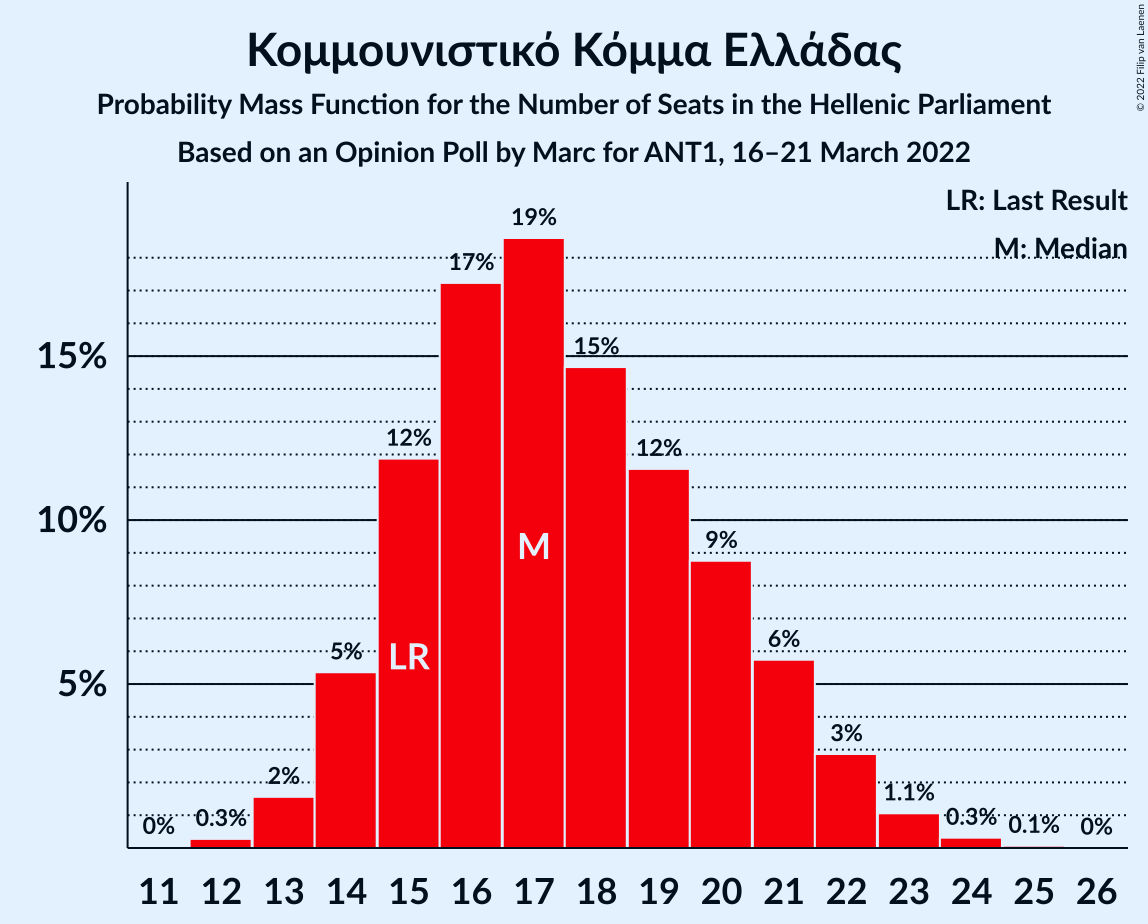 Κομμουνιστικό Κόμμα Ελλάδας
Probability Mass Function for the Number of Seats in the Hellenic Parliament
Based on an Opinion Poll by Marc for ANT1, 16–21 March 2022
© 2022 Filip van Laenen
LR: Last Result
M: Median
19%
17%
15%
15%
12%
12%
10%
9%
M
LR
6%
5%
5%
3%
2%
1.1%
0%
0.3%
0.3%
0.1%
0%
11 12 13 14 15 16 17 18 19 20 21 22 23 24 25 26